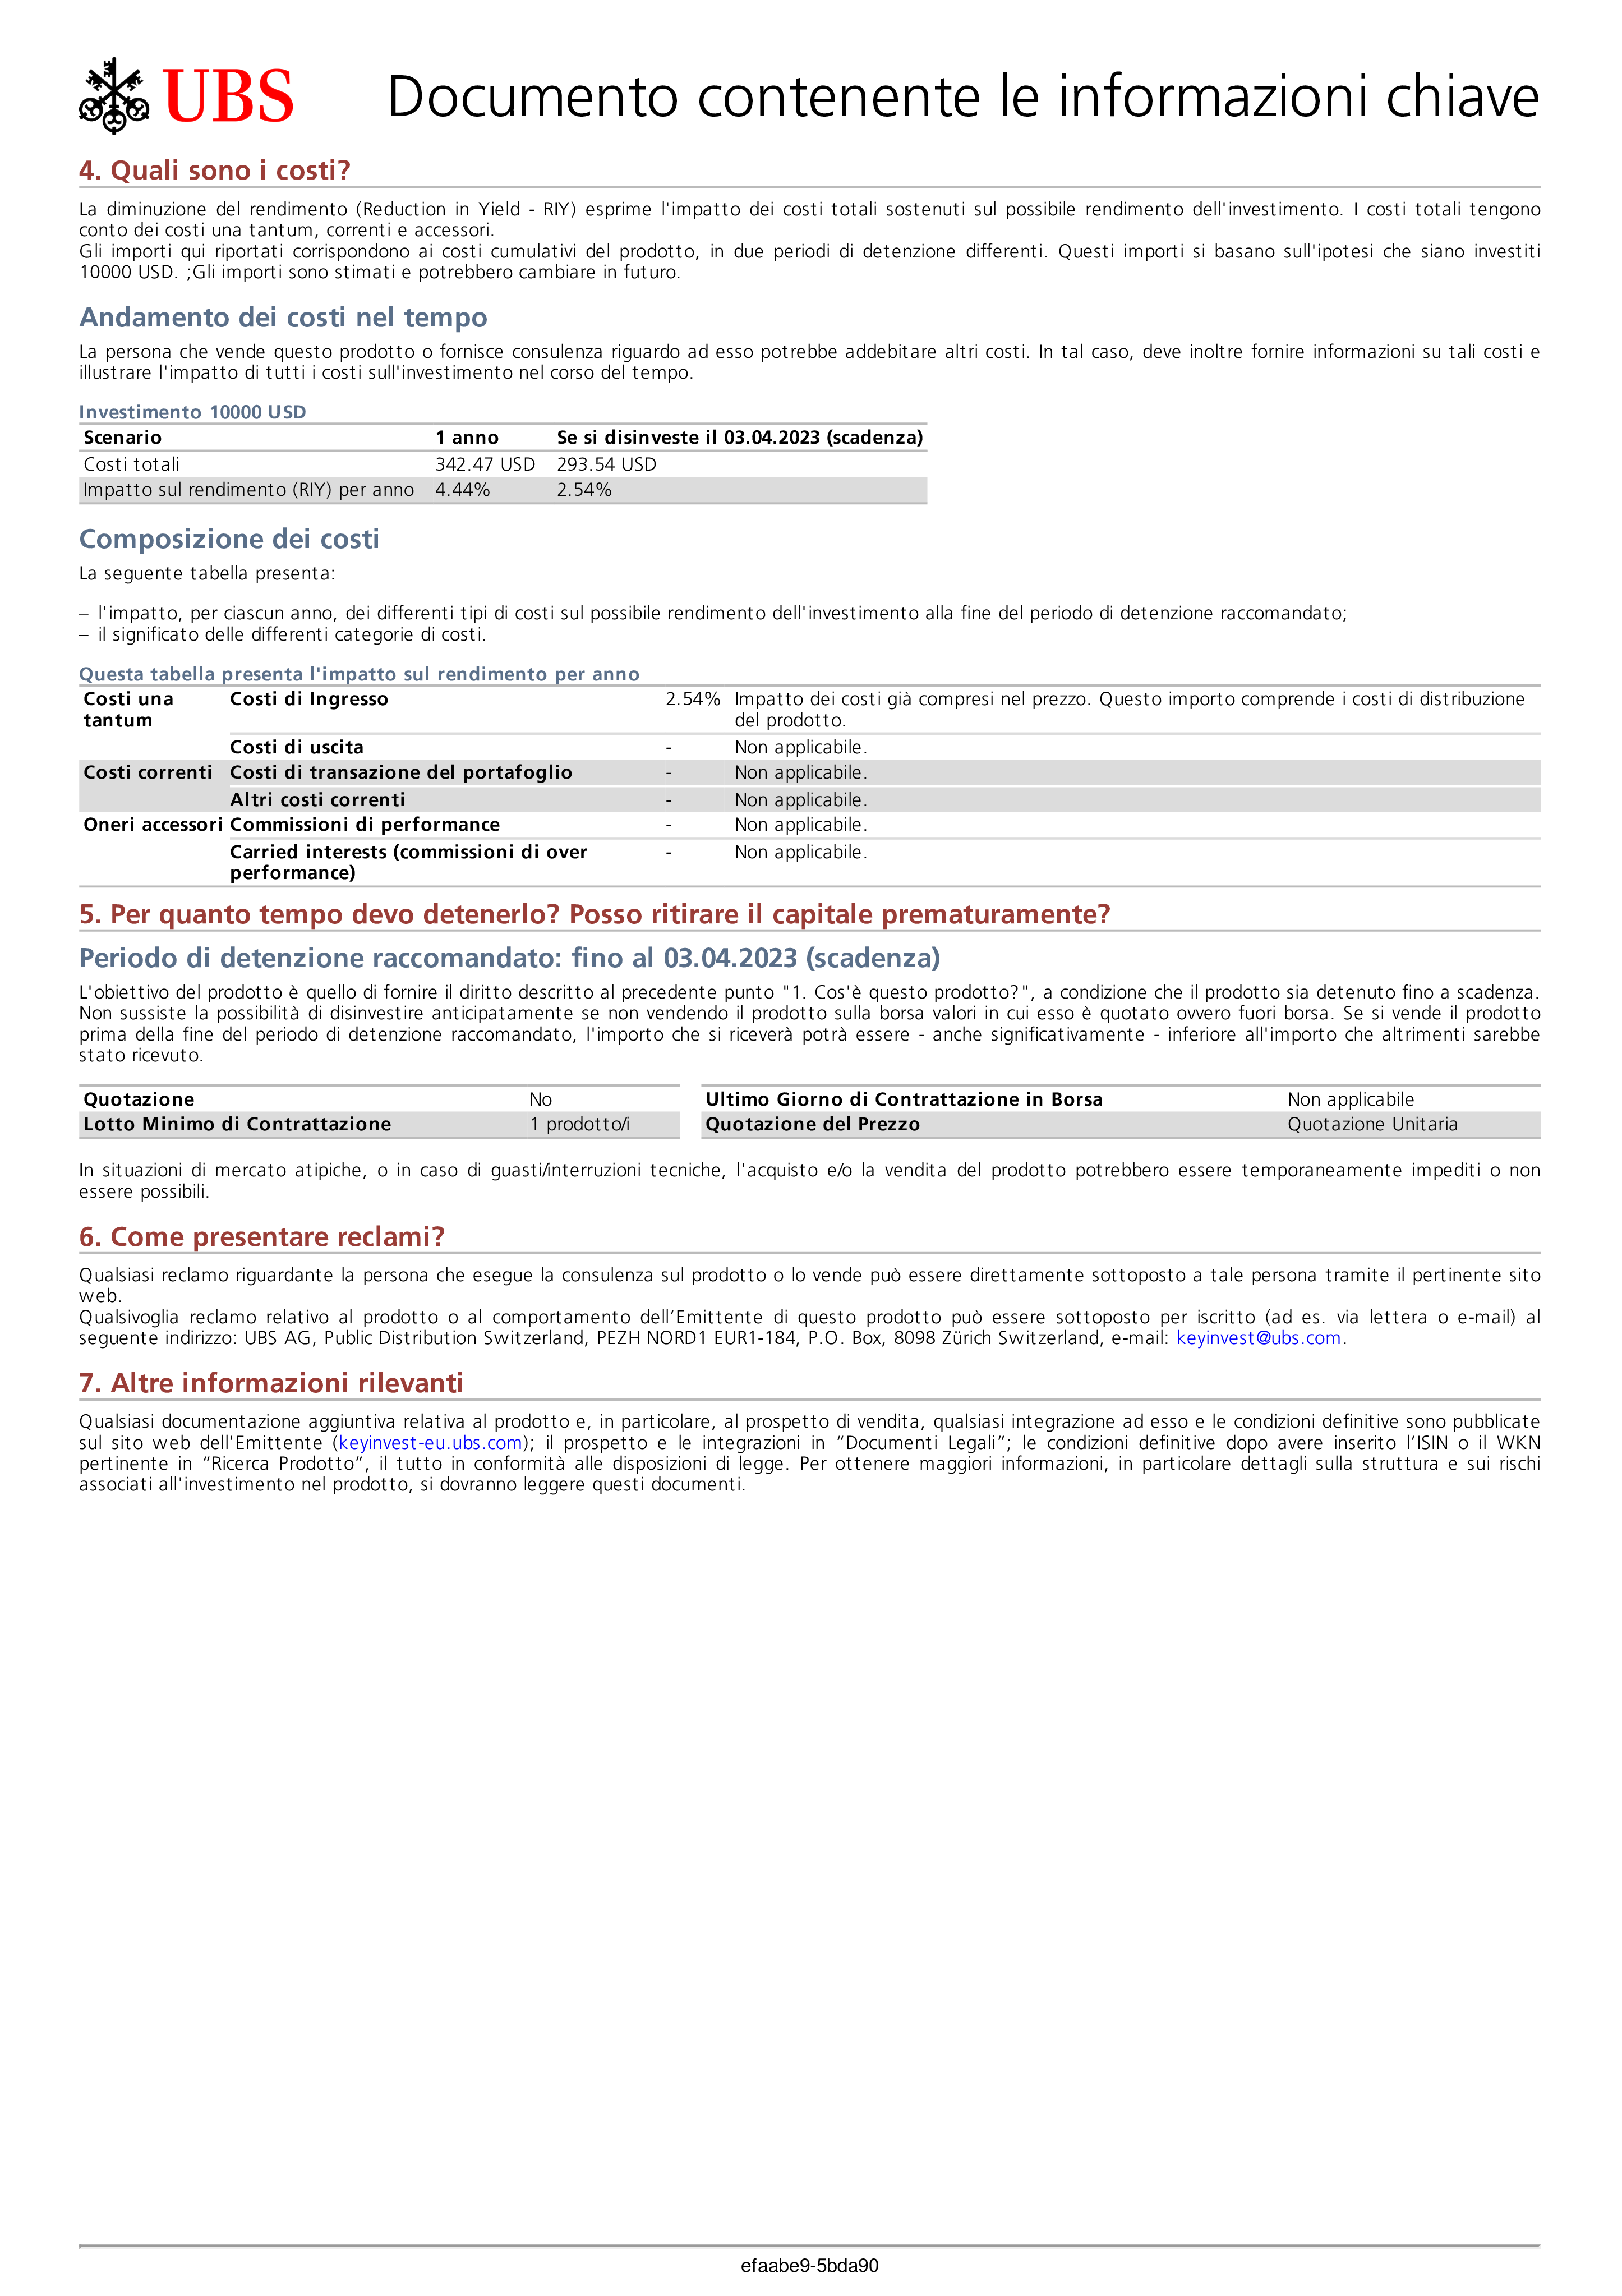 UBS
Documento contenente le informazioni chiave
4. Quali sono i costi?
La diminuzione del rendimento (Reduction in Yield - RIY) esprime l'impatto dei costi totali sostenuti sul possibile rendimento dell'investimento. I costi totali tengono
conto dei costi una tantum, correnti e accessori.
Gli importi qui riportati corrispondono ai costi cumulativi del prodotto, in due periodi di detenzione differenti. Questi importi si basano sull'ipotesi che siano investiti
10000 USD. ;Gli importi sono stimati e potrebbero cambiare in futuro.
Andamento dei costi nel tempo
La persona che vende questo prodotto o fornisce consulenza riguardo ad esso potrebbe addebitare altri costi. In tal caso, deve inoltre fornire informazioni su tali costi e
illustrare l'impatto di tutti i costi sull'investimento nel corso del tempo.
Investimento 10000 USD
Scenario 1 anno Se si disinveste il 03.04.2023 (scadenza)
Costi totali 342.47 USD 293.54 USD
Impatto sul rendimento (RIY) per anno 4.44% 2.54%
Composizione dei costi
La seguente tabella presenta:
– l'impatto, per ciascun anno, dei differenti tipi di costi sul possibile rendimento dell'investimento alla fine del periodo di detenzione raccomandato;
– il significato delle differenti categorie di costi.
Questa tabella presenta l'impatto sul rendimento per anno
Costi una Costi di Ingresso 2.54% Impatto dei costi già compresi nel prezzo. Questo importo comprende i costi di distribuzione
tantum del prodotto.
Costi di uscita - Non applicabile.
Costi correnti Costi di transazione del portafoglio - Non applicabile.
Altri costi correnti - Non applicabile.
Oneri accessori Commissioni di performance - Non applicabile.
Carried interests (commissioni di over - Non applicabile.
performance)
5. Per quanto tempo devo detenerlo? Posso ritirare il capitale prematuramente?
Periodo di detenzione raccomandato: fino al 03.04.2023 (scadenza)
L'obiettivo del prodotto è quello di fornire il diritto descritto al precedente punto "1. Cos'è questo prodotto?", a condizione che il prodotto sia detenuto fino a scadenza.
Non sussiste la possibilità di disinvestire anticipatamente se non vendendo il prodotto sulla borsa valori in cui esso è quotato ovvero fuori borsa. Se si vende il prodotto
prima della fine del periodo di detenzione raccomandato, l'importo che si riceverà potrà essere - anche significativamente - inferiore all'importo che altrimenti sarebbe
stato ricevuto.
Quotazione No Ultimo Giorno di Contrattazione in Borsa Non applicabile
Lotto Minimo di Contrattazione 1 prodotto/i Quotazione del Prezzo Quotazione Unitaria
In situazioni di mercato atipiche, o in caso di guasti/interruzioni tecniche, l'acquisto e/o la vendita del prodotto potrebbero essere temporaneamente impediti o non
essere possibili.
6. Come presentare reclami?
Qualsiasi reclamo riguardante la persona che esegue la consulenza sul prodotto o lo vende può essere direttamente sottoposto a tale persona tramite il pertinente sito
web.
Qualsivoglia reclamo relativo al prodotto o al comportamento dell’Emittente di questo prodotto può essere sottoposto per iscritto (ad es. via lettera o e-mail) al
seguente indirizzo: UBS AG, Public Distribution Switzerland, PEZH NORD1 EUR1-184, P.O. Box, 8098 Zürich Switzerland, e-mail: keyinvest@ubs.com.
7. Altre informazioni rilevanti
Qualsiasi documentazione aggiuntiva relativa al prodotto e, in particolare, al prospetto di vendita, qualsiasi integrazione ad esso e le condizioni definitive sono pubblicate
sul sito web dell'Emittente (keyinvest-eu.ubs.com); il prospetto e le integrazioni in “Documenti Legali”; le condizioni definitive dopo avere inserito l’ISIN o il WKN
pertinente in “Ricerca Prodotto”, il tutto in conformità alle disposizioni di legge. Per ottenere maggiori informazioni, in particolare dettagli sulla struttura e sui rischi
associati all'investimento nel prodotto, si dovranno leggere questi documenti.
efaabe9-5bda90